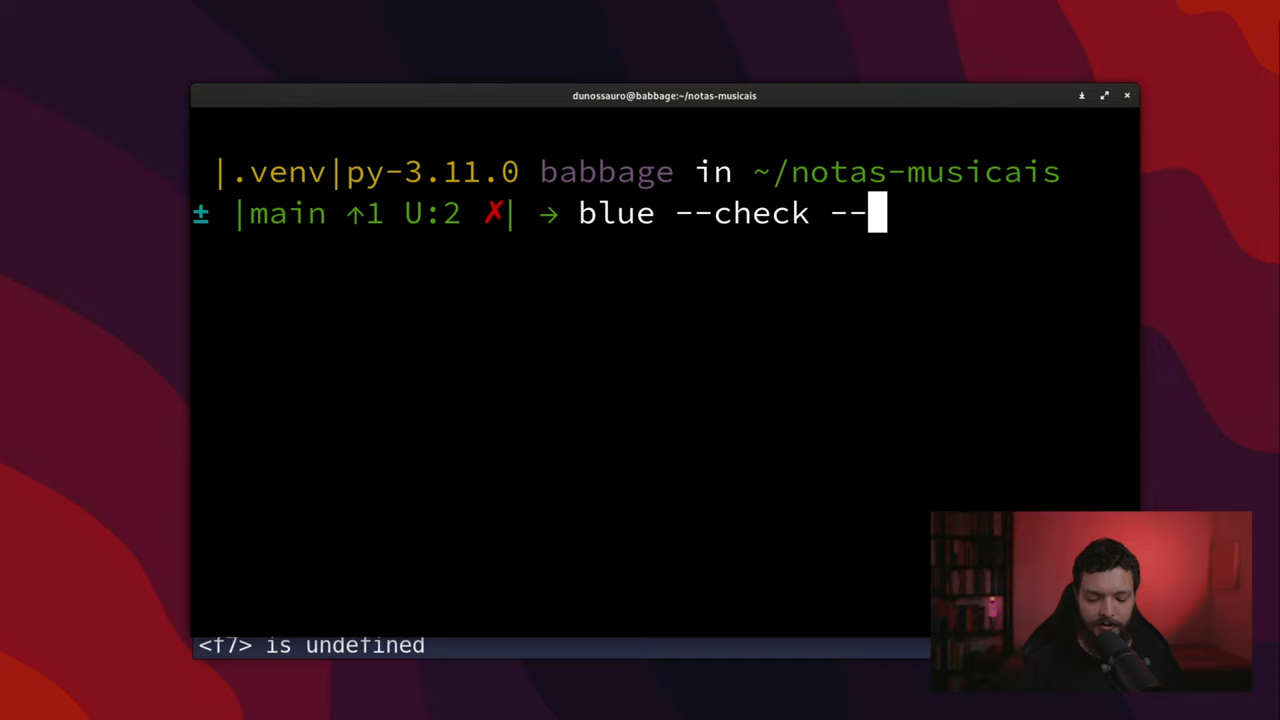 dunossauro@babbage:~/notas-musicais
|.venv|py-3.11.0 babbage in ~/notas-musicais
± |main ↑1 U:2 ✗| → blue --check --
<f7> is undefined